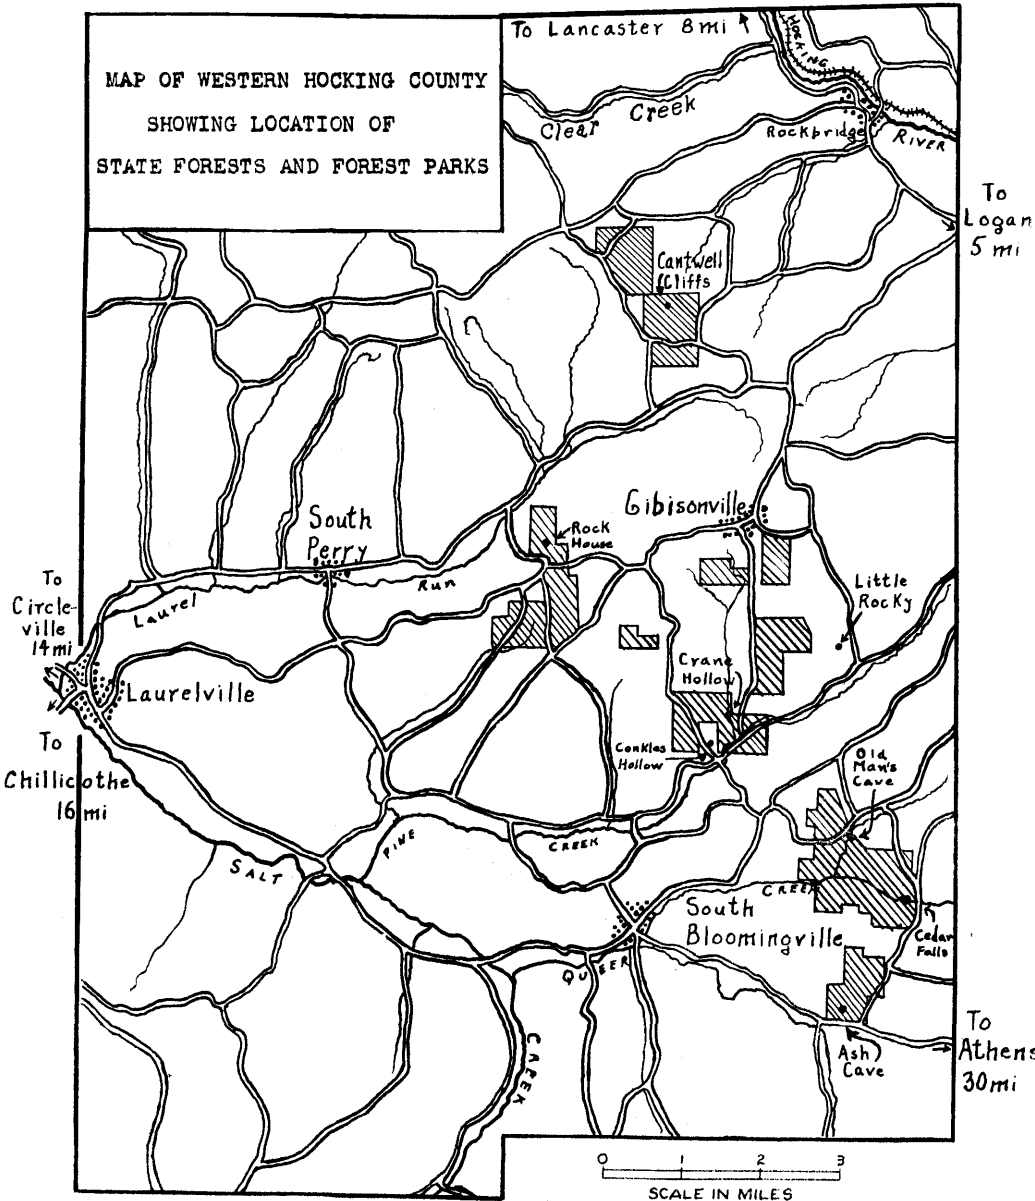 To Lancaster 8mi
MAP OF WESTERN HOCKING COUNTY
SHOWING LOCATION OF
STATE FORESTS AND FOREST PARKS
HOCKING
RIVER
Clear Creek
Rockbridge
To
Logan
5 mi
Cantwell
Cliffs
Gibisonville
South
Perry
Rock
House
Laurel Run
To
Circle-
ville
14mi
Little
Rocky
Laurelville
Crane
Hollow
To
Chillicothe
16mi
Conkles
Hollow
Old
Man's
Cave
SALT
PINE
CREEK
CREEK
South
Bloomingville
Cedar
Falls
QUEER
CREEK
Ash
Cave
To
Athens
30mi
0 1 2 3
SCALE IN MILES